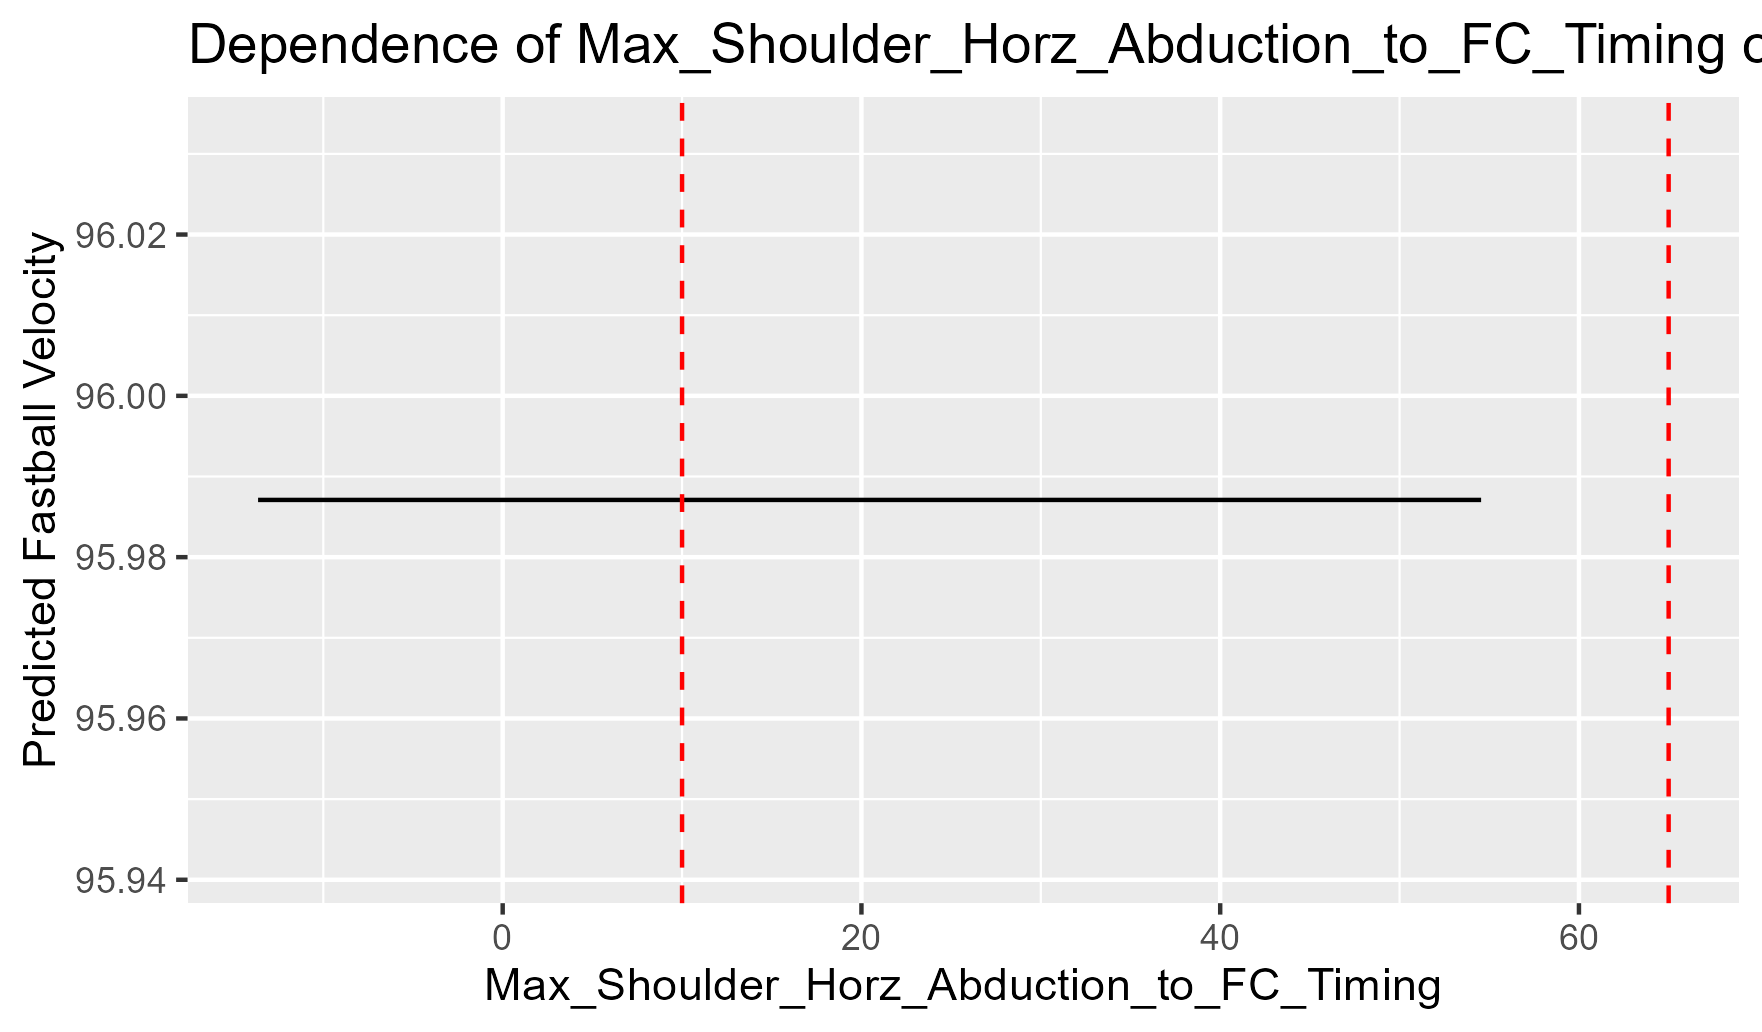 Dependence of Max_Shoulder_Horz_Abduction_to_FC_Timing
Predicted Fastball Velocity
96.02
96.00
95.98
95.96
95.94
0 20 40 60
Max_Shoulder_Horz_Abduction_to_FC_Timing